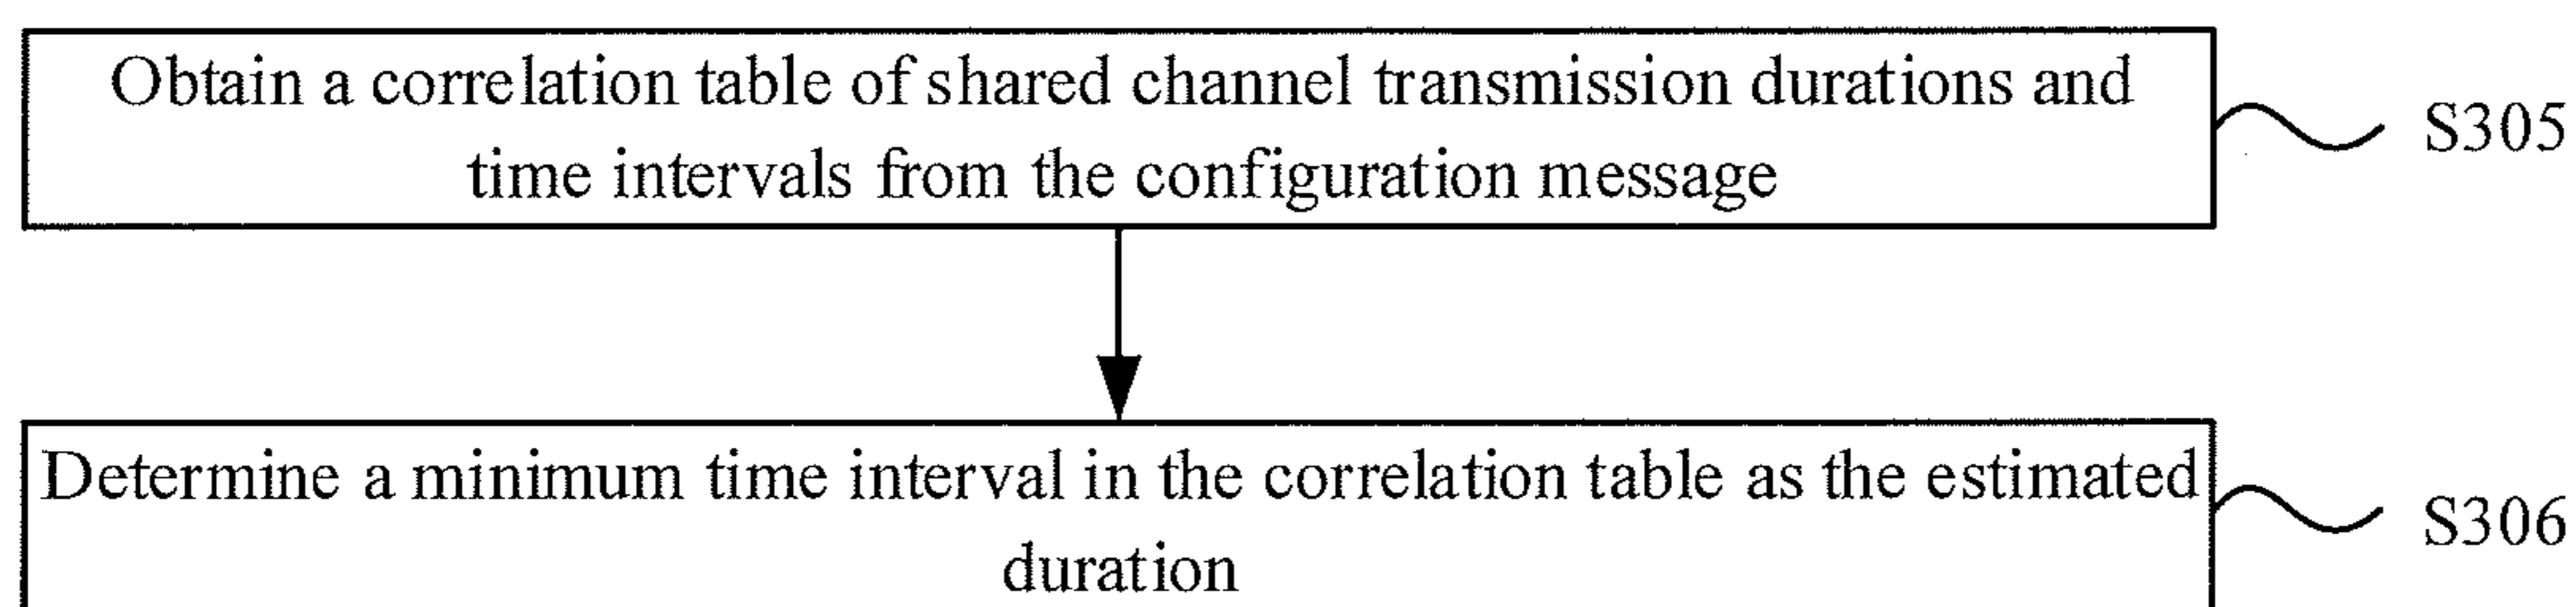 Obtain a correlation table of shared channel transmission durations and
time intervals from the configuration message
S305
Determine a minimum time interval in the correlation table as the estimated
duration
S306